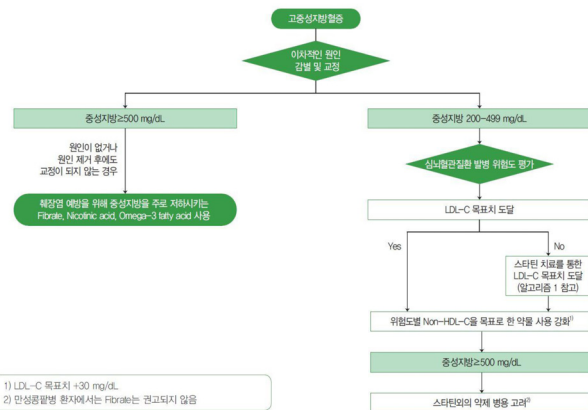 고중성지방혈증
이차적인 원인
감별 및 교정
중성지방≥500 mg/dL
원인이 없거나
원인 제거 후에도
교정이 되지 않는 경우
췌장염 예방을 위해 중성지방을 주로 저하시키는
Fibrate, Nicotinic acid, Omega-3 fatty acid 사용
중성지방 200-499 mg/dL
심뇌혈관질환 발병 위험도 평가
LDL-C 목표치 도달
Yes
No
스타틴 치료를 통한
LDL-C 목표치 도달
(알고리즘 1 참고)
위험도별 Non-HDL-C을 목표로 한 약물 사용 강화1)
중성지방≥500 mg/dL
스타틴외의 약제 병용 고려2)
1) LDL-C 목표치 +30 mg/dL
2) 만성콩팥병 환자에서는 Fibrate는 권고되지 않음